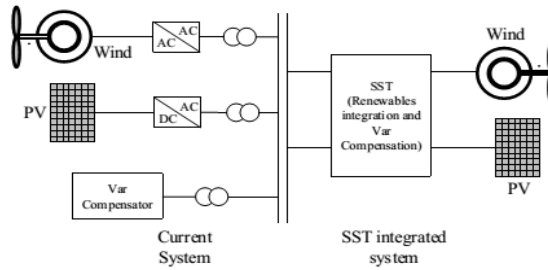 Wind
AC
AC
PV
AC
DC
Var
Compensator
Current
System
SST
(Renewables
integration and
Var
Compensation)
SST integrated
system
Wind
PV